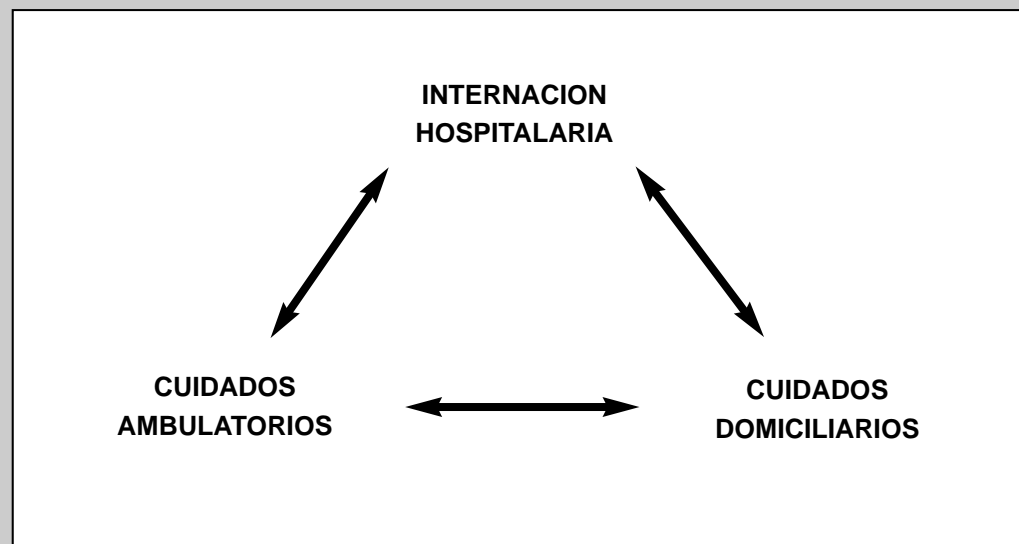 INTERNACION
HOSPITALARIA
CUIDADOS
AMBULATORIOS
CUIDADOS
DOMICILIARIOS